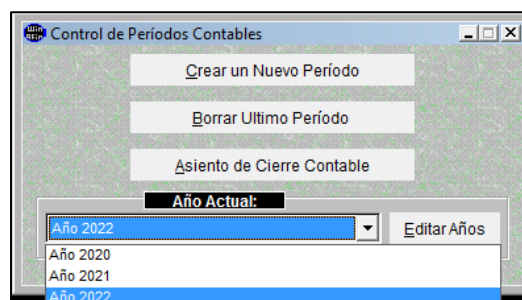 Control de Períodos Contables
Crear un Nuevo Período
Borrar Ultimo Período
Asiento de Cierre Contable
Año Actual:
Año 2022
Editar Años
Año 2020
Año 2021
Año 2022